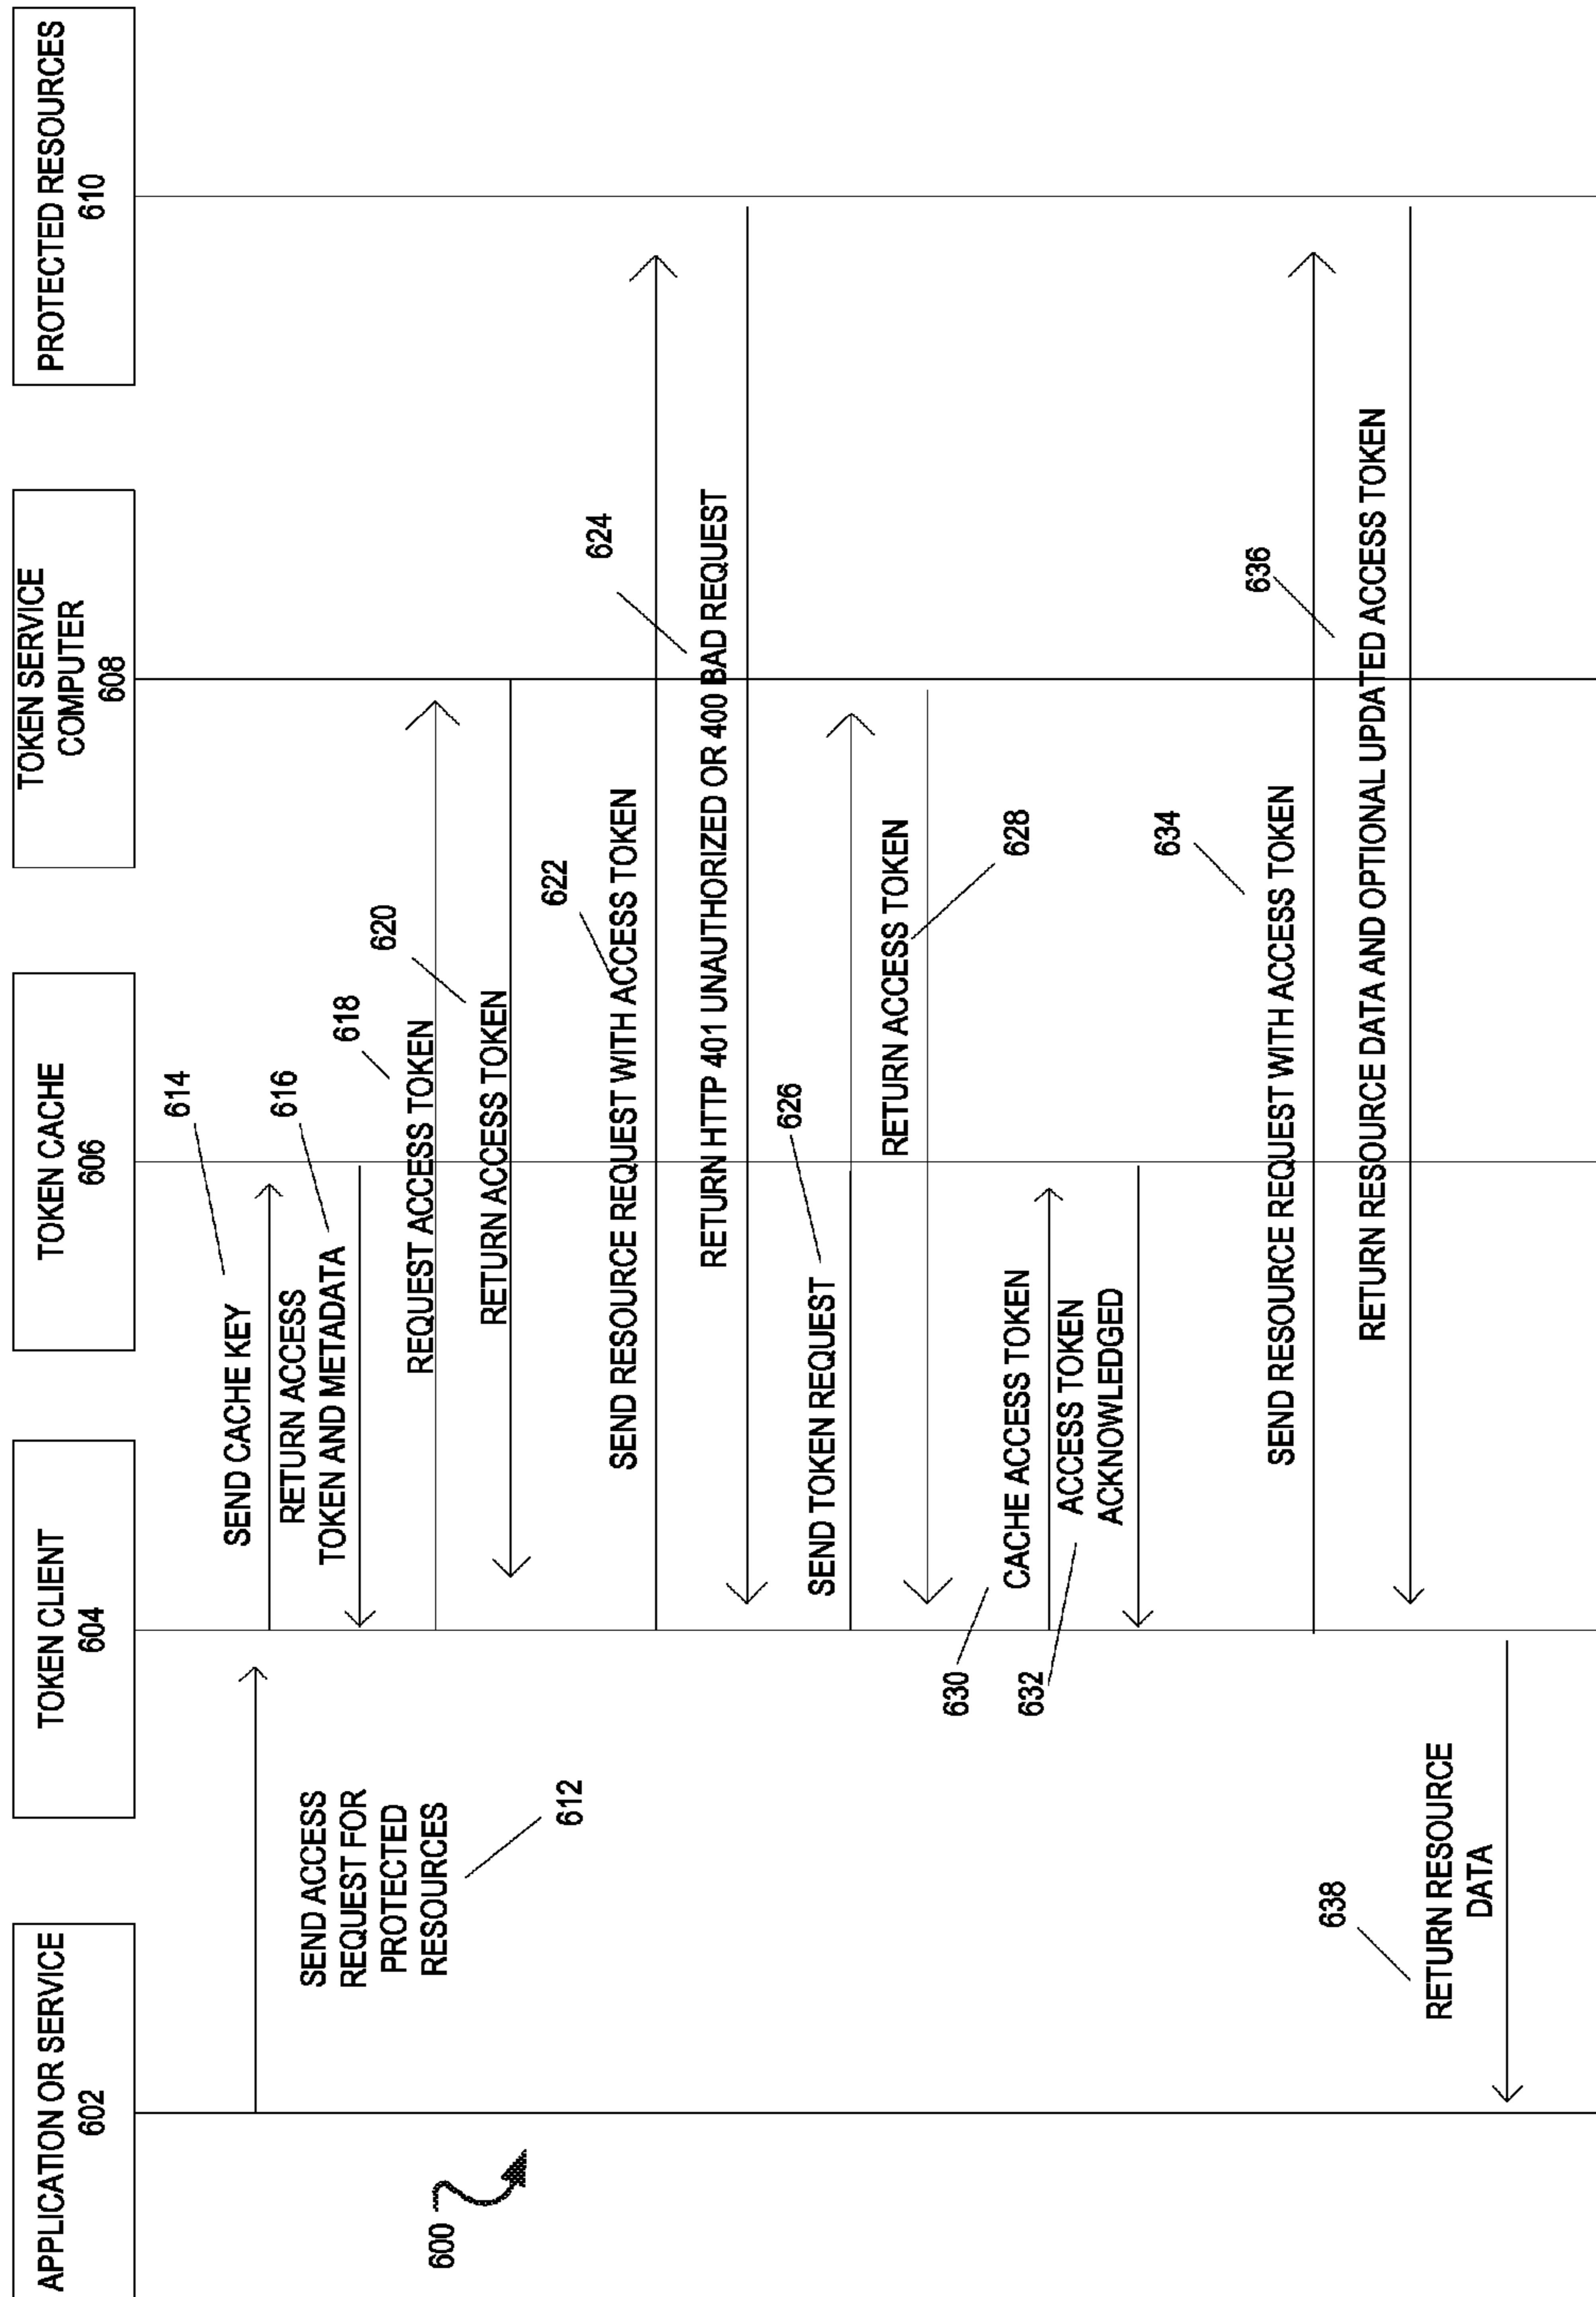 APPLICATION OR SERVICE
602
TOKEN CLIENT
604
TOKEN CACHE
606
TOKEN SERVICE
COMPUTER
608
PROTECTED RESOURCES
610
614
SEND CACHE KEY
616
RETURN ACCESS
TOKEN AND METADATA
SEND ACCESS
REQUEST FOR
PROTECTED
RESOURCES
612
618
REQUEST ACCESS TOKEN
620
RETURN ACCESS TOKEN
600
622
SEND RESOURCE REQUEST WITH ACCESS TOKEN
624
RETURN HTTP 401 UNAUTHORIZED OR 400 BAD REQUEST
626
SEND TOKEN REQUEST
RETURN ACCESS TOKEN
628
630
CACHE ACCESS TOKEN
632
ACCESS TOKEN
ACKNOWLEDGED
634
SEND RESOURCE REQUEST WITH ACCESS TOKEN
636
RETURN RESOURCE DATA AND OPTIONAL UPDATED ACCESS TOKEN
638
RETURN RESOURCE
DATA